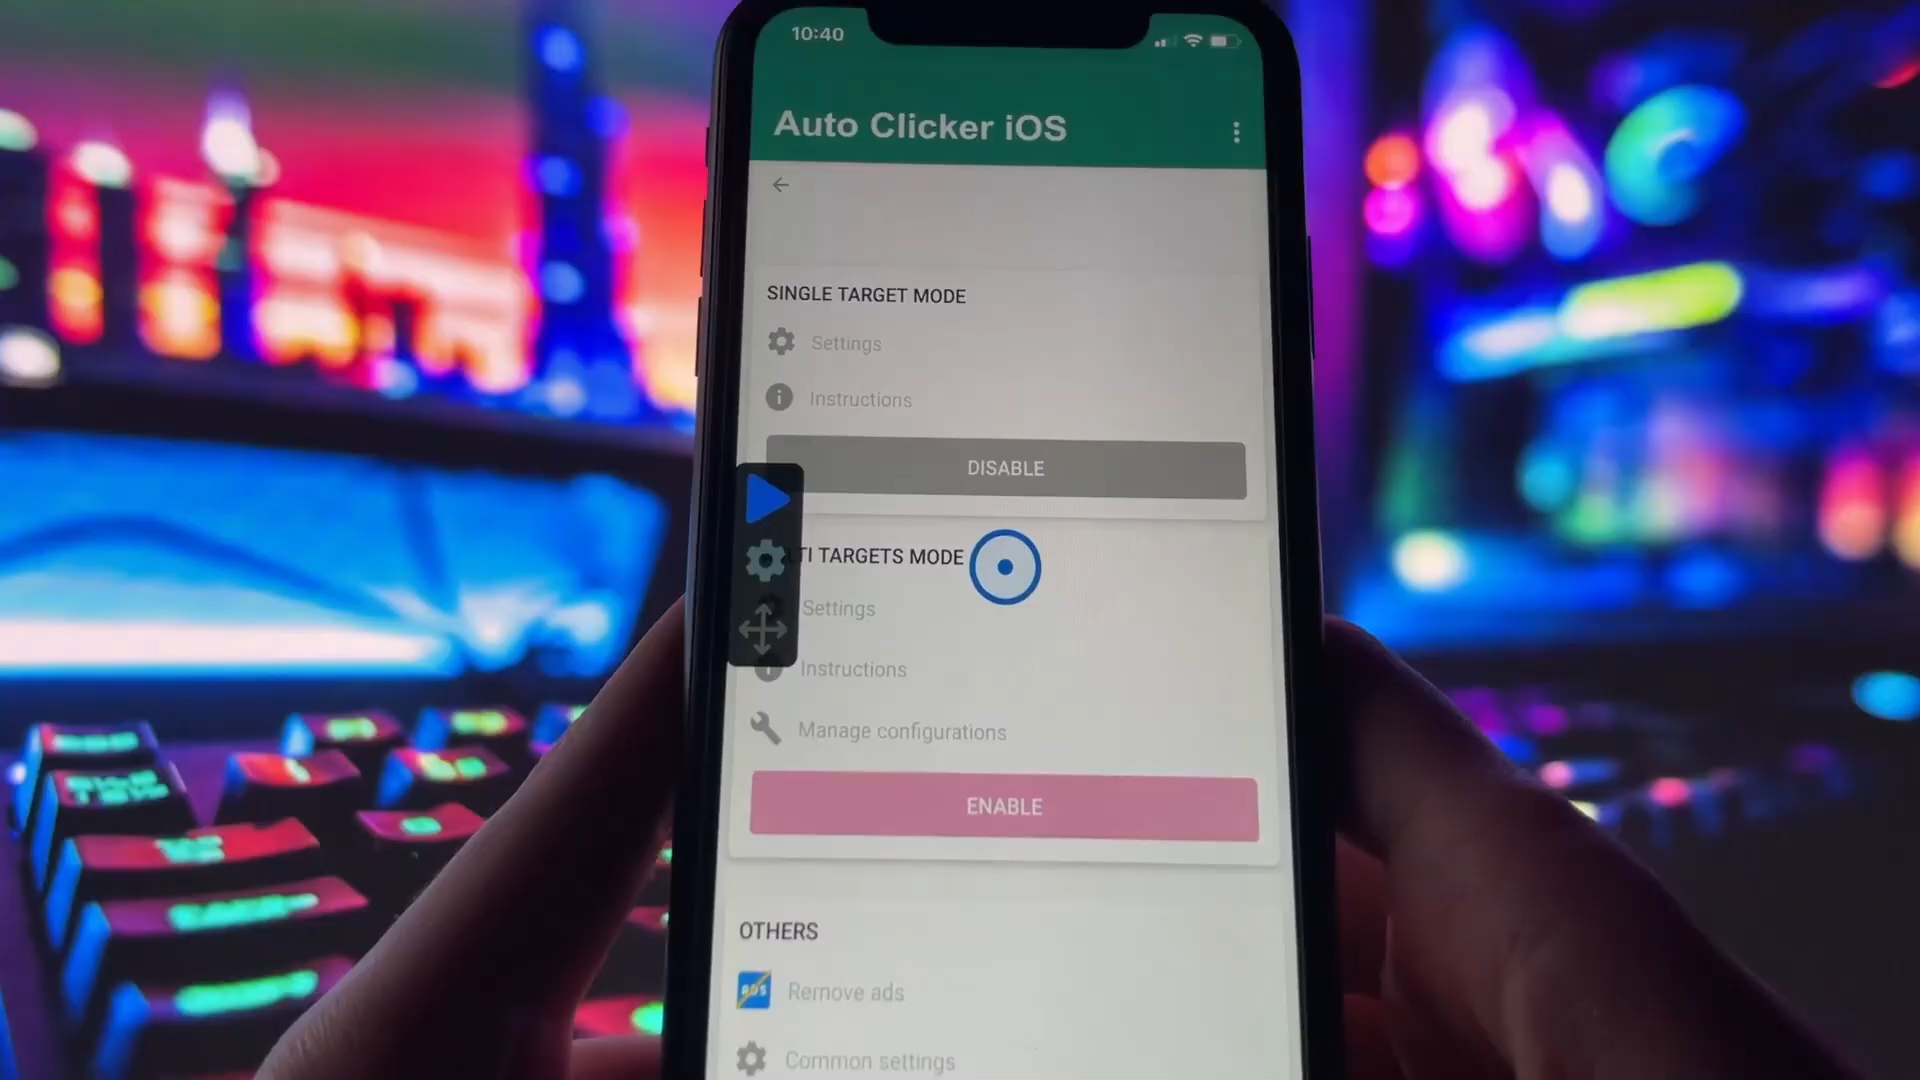 10:40
Auto Clicker iOS
SINGLE TARGET MODE
Settings
Instructions
DISABLE
TI TARGETS MODE
Settings
Instructions
Manage configurations
ENABLE
OTHERS
ADS
Remove ads
Common settings